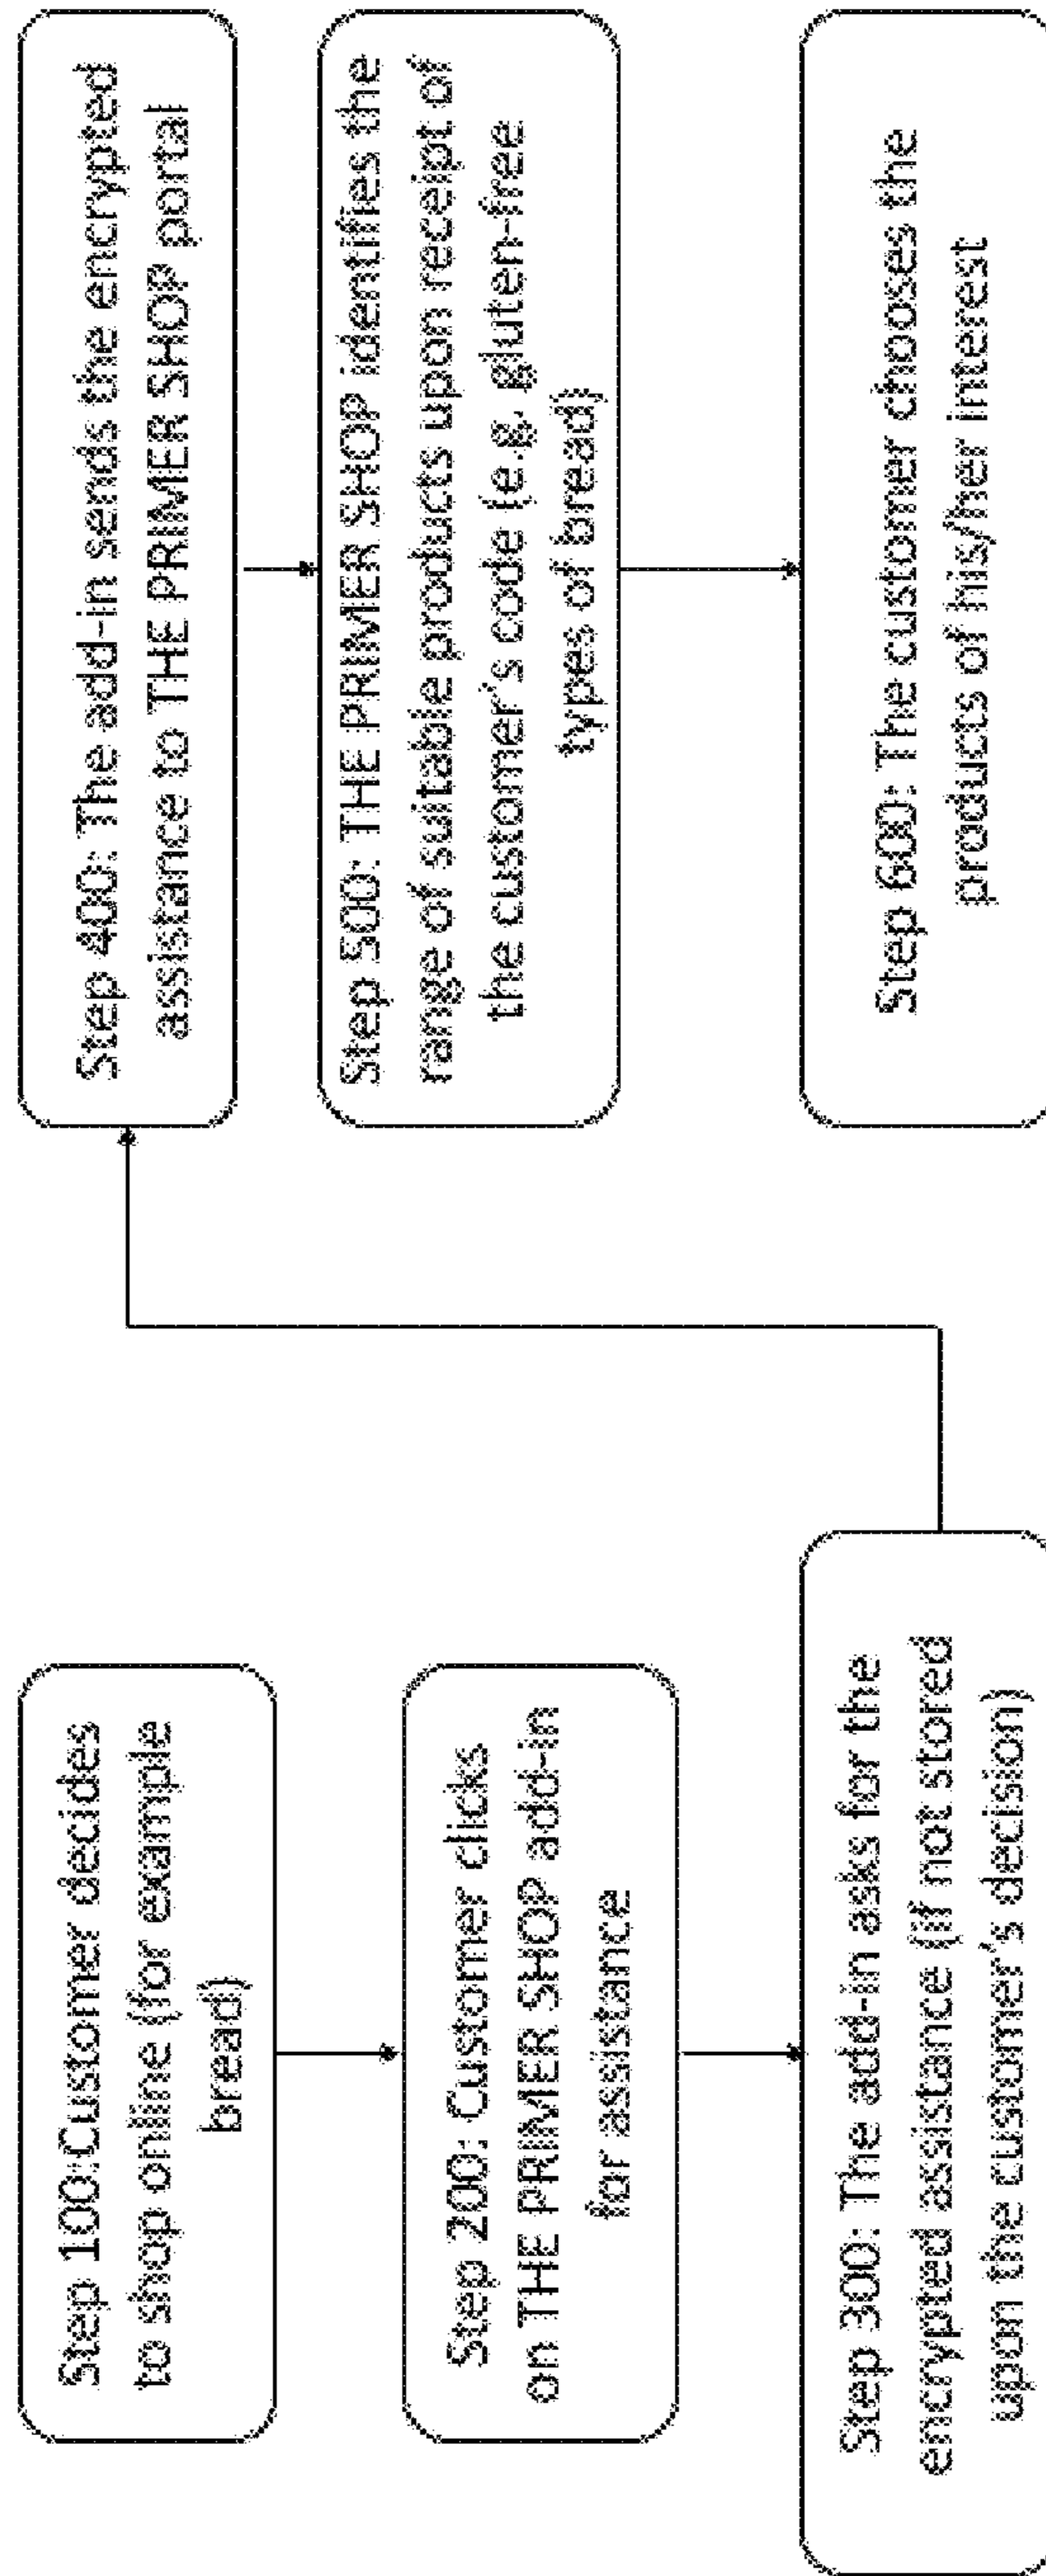 Step 100:Customer decides
to shop online (for example
bread)
Step 200: Customer clicks
on THE PRIMER SHOP add-in
for assistance
Step 300: The add-in asks for the
encrypted assistance (if not stored
upon the customer's decision)
Step 400: The add-in sends the encrypted
assistance to THE PRIMER SHOP portal
Step 500: THE PRIMER SHOP identifies the
range of suitable products upon receipt of
the customer's code (e.g. gluten-free
types of bread)
Step 600: The customer chooses the
products of his/her interest